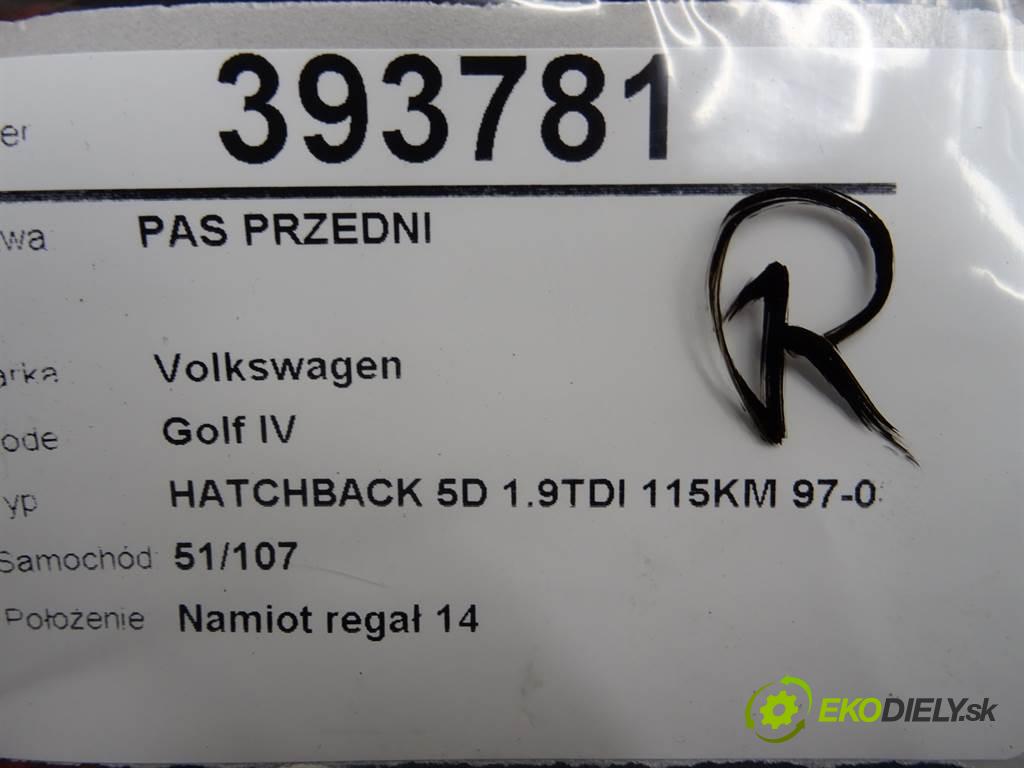 er 393781
wa PAS PRZEDNI
R
arka Volkswagen
ode Golf IV
yp HATCHBACK 5D 1.9TDI 115KM 97-0
Samochód 51/107
Położenie Namiot regał 14
EKODIELY.sk